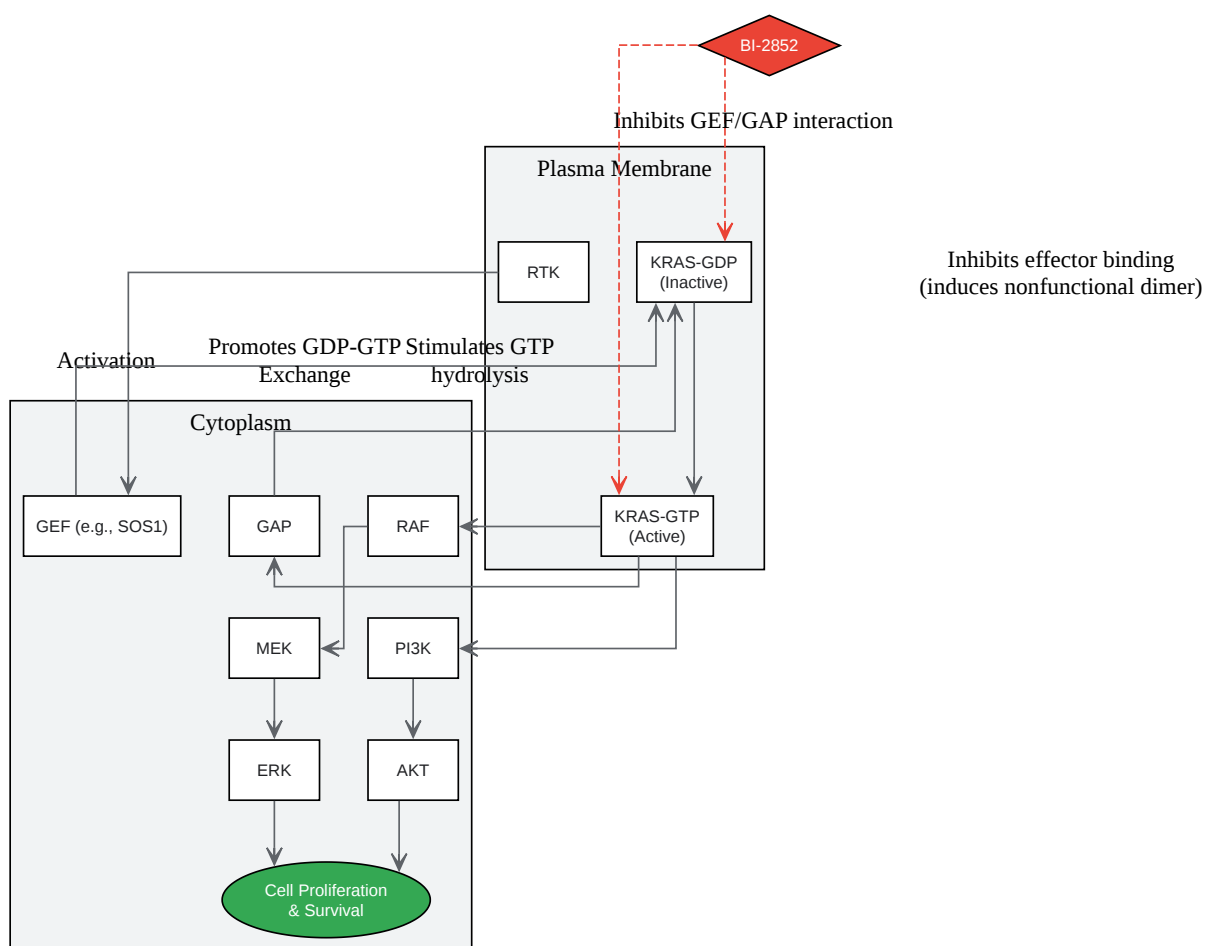 BI-2852
Inhibits GEF/GAP interaction
Plasma Membrane
RTK
KRAS-GDP
(Inactive)
Inhibits effector binding
(induces nonfunctional dimer)
Activation
Promotes GDP-GTP
Exchange
Stimulates GTP
hydrolysis
Cytoplasm
GEF (e.g., SOS1)
GAP
RAF
KRAS-GTP
(Active)
MEK
PI3K
ERK
AKT
Cell Proliferation
& Survival